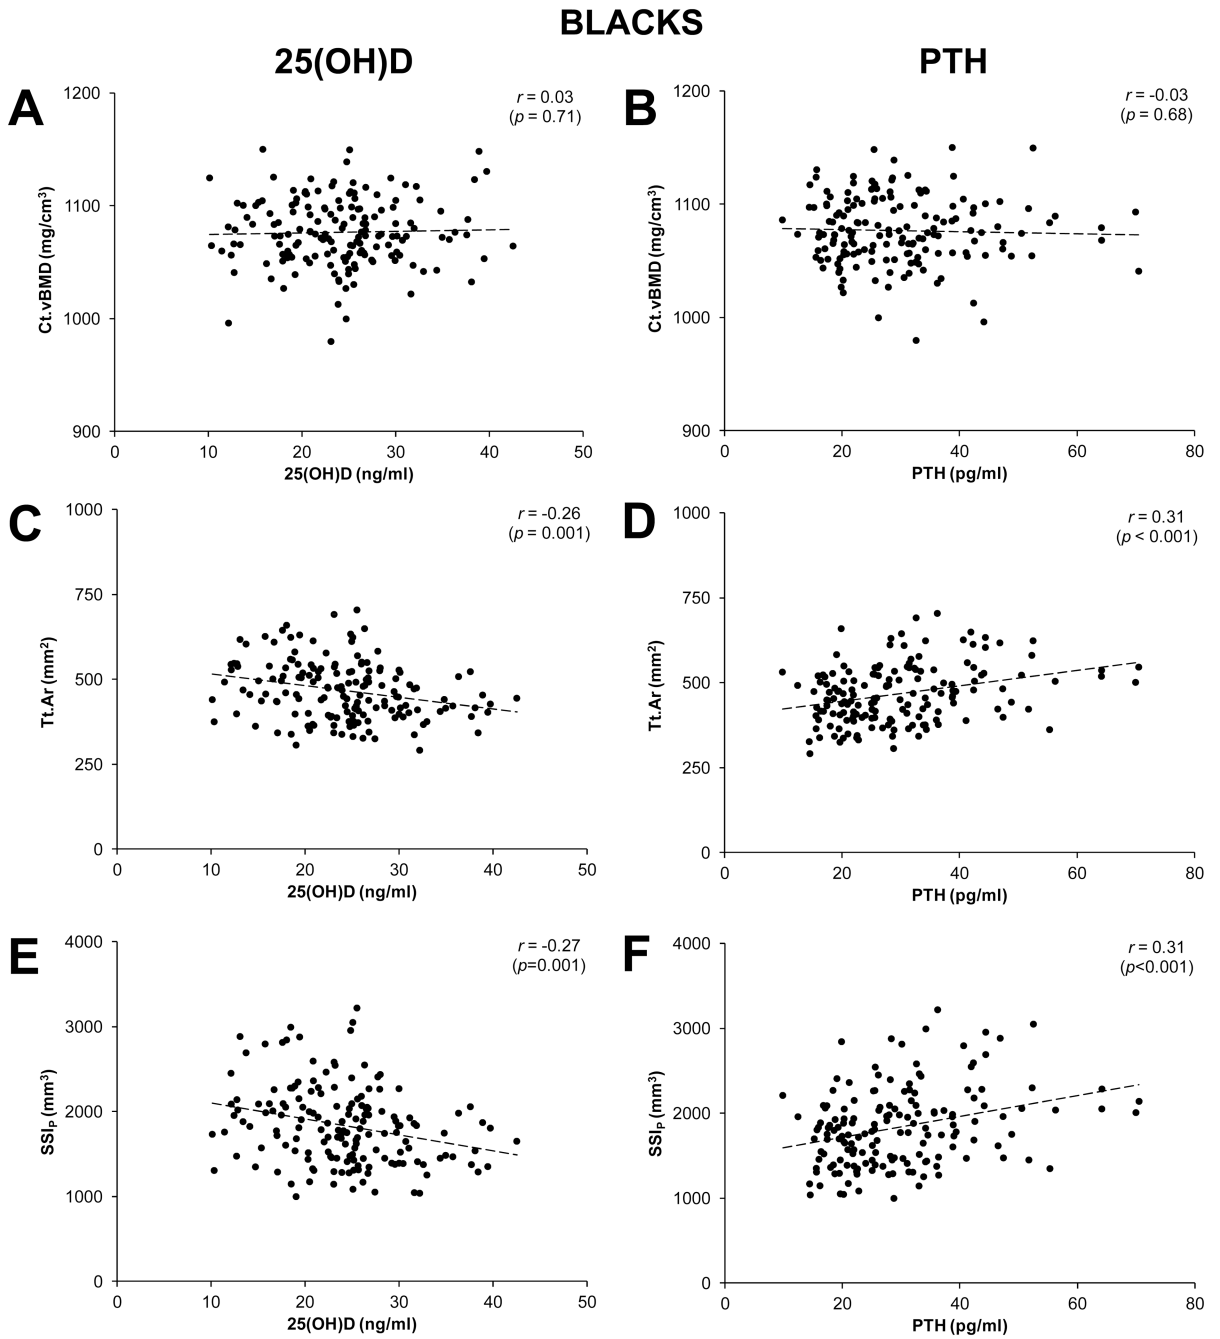 BLACKS
25(OH)D
PTH
A
r = 0.03
(p = 0.71)
1200
1100
1000
900
Ct.vBMD (mg/cm³)
0 10 20 30 40 50
25(OH)D (ng/ml)
B
r = -0.03
(p = 0.68)
1200
1100
1000
900
Ct.vBMD (mg/cm³)
0 20 40 60 80
PTH (pg/ml)
C
r = -0.26
(p = 0.001)
1000
750
500
250
0
Tt.Ar (mm²)
0 10 20 30 40 50
25(OH)D (ng/ml)
D
r = 0.31
(p < 0.001)
1000
750
500
250
0
Tt.Ar (mm²)
0 20 40 60 80
PTH (pg/ml)
E
r = -0.27
(p=0.001)
4000
3000
2000
1000
0
SSIP (mm³)
0 10 20 30 40 50
25(OH)D (ng/ml)
F
r = 0.31
(p<0.001)
4000
3000
2000
1000
0
SSIP (mm³)
0 20 40 60 80
PTH (pg/ml)